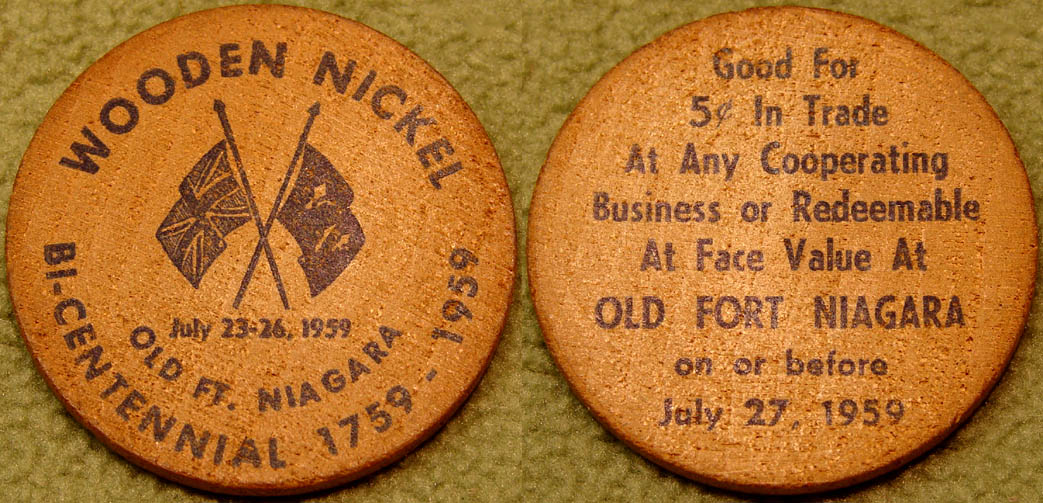 WOODEN NICKEL
July 23-26, 1959
OLD FT. NIAGARA
BI-CENTENNIAL 1759-1959
Good For
5¢ In Trade
At Any Cooperating
Business or Redeemable
At Face Value At
OLD FORT NIAGARA
on or before
July 27, 1959